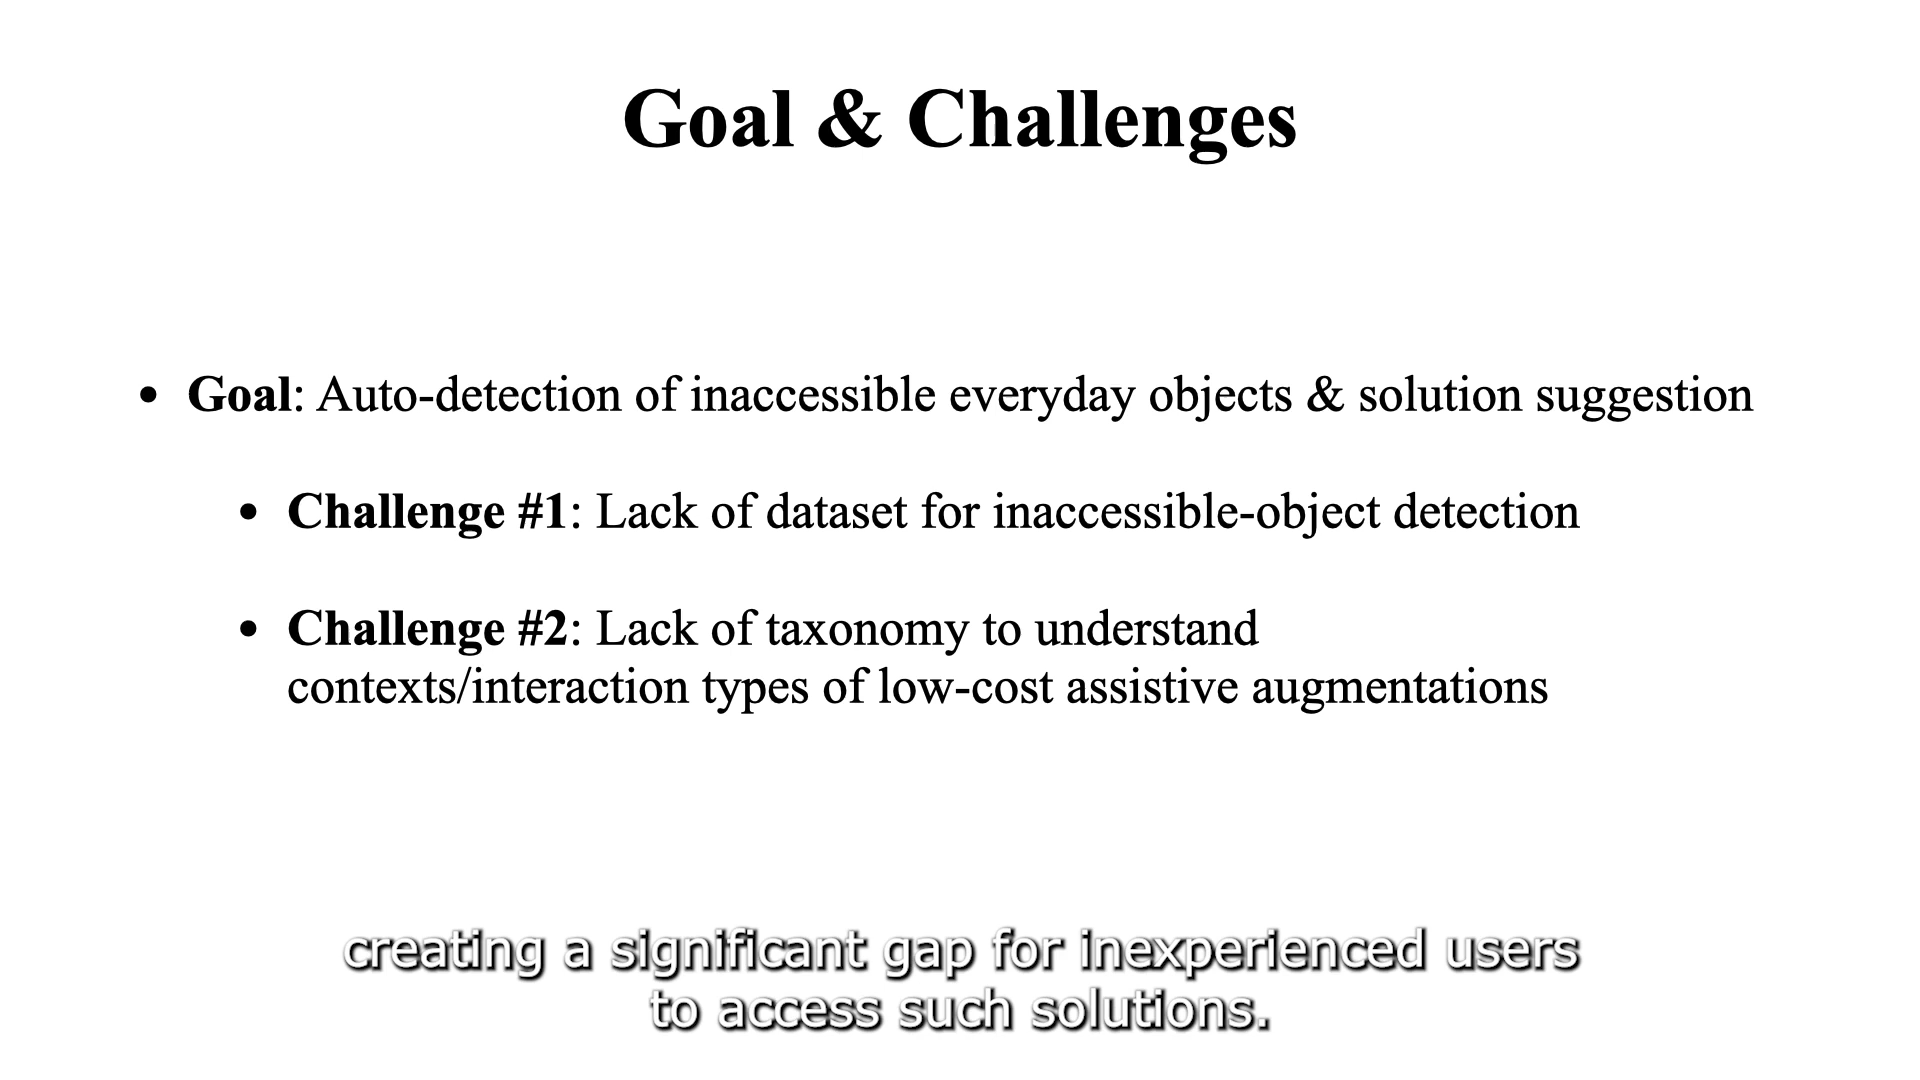 Goal & Challenges
• Goal: Auto-detection of inaccessible everyday objects & solution suggestion
• Challenge #1: Lack of dataset for inaccessible-object detection
• Challenge #2: Lack of taxonomy to understand
contexts/interaction types of low-cost assistive augmentations
creating a significant gap for inexperienced users
to access such solutions.